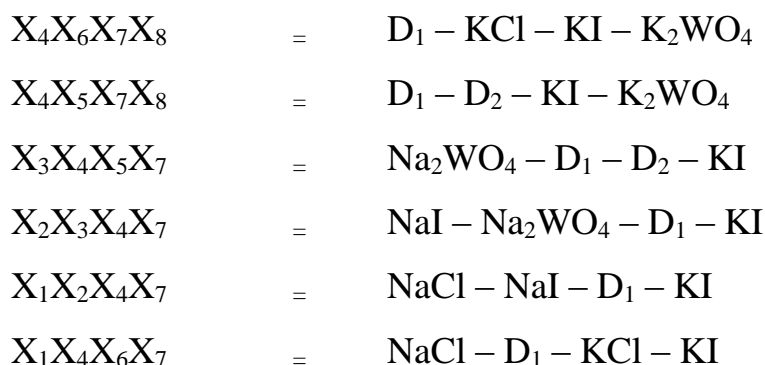 X₄X₆X₇X₈ = D₁ – KCl – KI – K₂WO₄
X₄X₅X₇X₈ = D₁ – D₂ – KI – K₂WO₄
X₃X₄X₅X₇ = Na₂WO₄ – D₁ – D₂ – KI
X₂X₃X₄X₇ = NaI – Na₂WO₄ – D₁ – KI
X₁X₂X₄X₇ = NaCl – NaI – D₁ – KI
X₁X₄X₆X₇ = NaCl – D₁ – KCl – KI